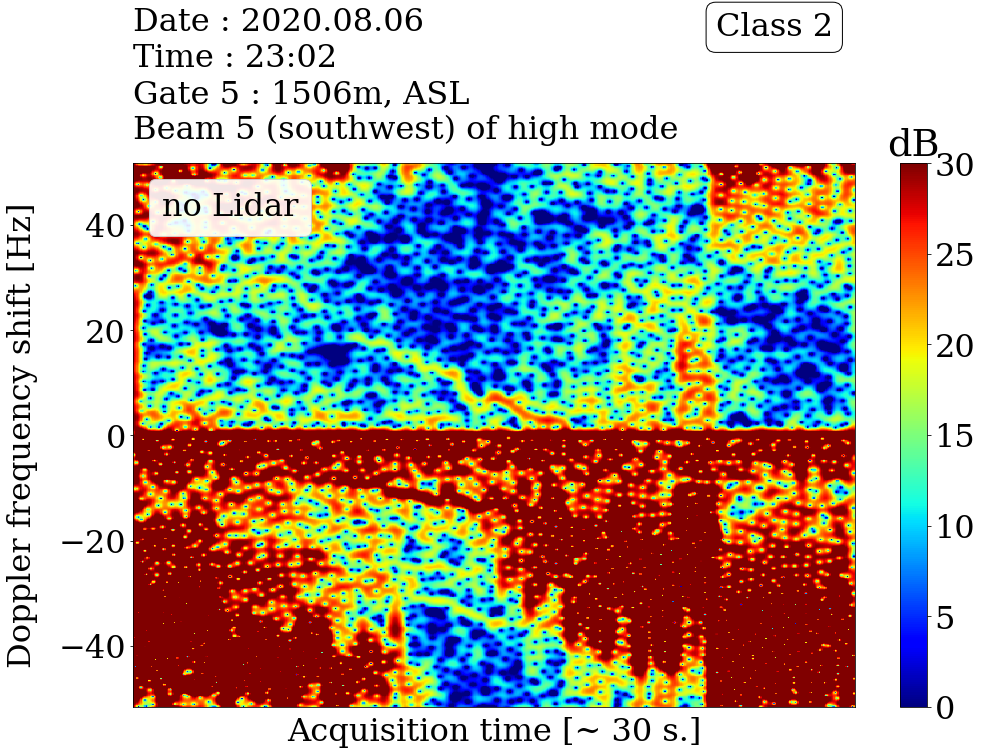 Date : 2020.08.06
Time : 23:02
Gate 5 : 1506m, ASL
Beam 5 (southwest) of high mode
Class 2
dB
no Lidar
Doppler frequency shift [Hz]
40
20
0
−20
−40
30
25
20
15
10
5
0
Acquisition time [~ 30 s.]